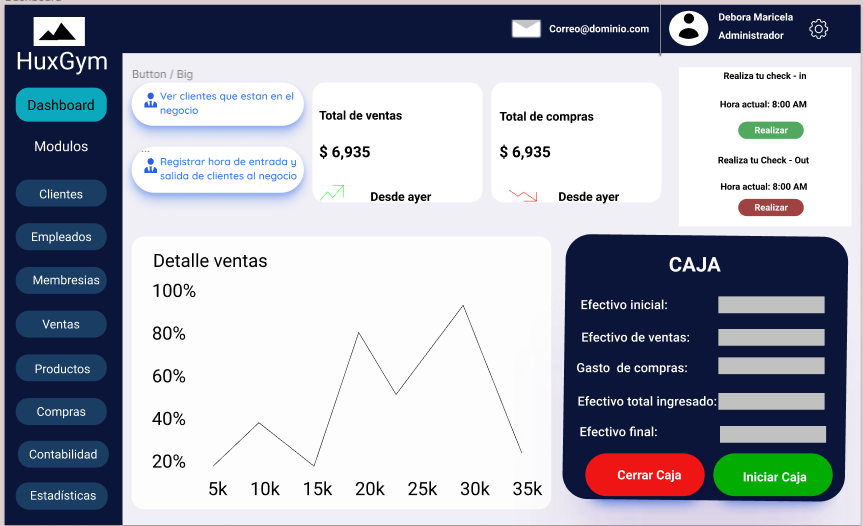 Dashboard
HuxGym
Correo@dominio.com
Debora Maricela
Administrador
Dashboard
Modulos
Clientes
Empleados
Membresias
Ventas
Productos
Compras
Contabilidad
Estadísticas
Button / Big
Ver clientes que estan en el
negocio
...
Registrar hora de entrada y
salida de clientes al negocio
Total de ventas
$ 6,935
Desde ayer
Total de compras
$ 6,935
Desde ayer
Realiza tu check - in
Hora actual: 8:00 AM
Realizar
Realiza tu Check - Out
Hora actual: 8:00 AM
Realizar
Detalle ventas
100%
80%
60%
40%
20%
5k 10k 15k 20k 25k 30k 35k
CAJA
Efectivo inicial:
Efectivo de ventas:
Gasto de compras:
Efectivo total ingresado:
Efectivo final:
Cerrar Caja
Iniciar Caja